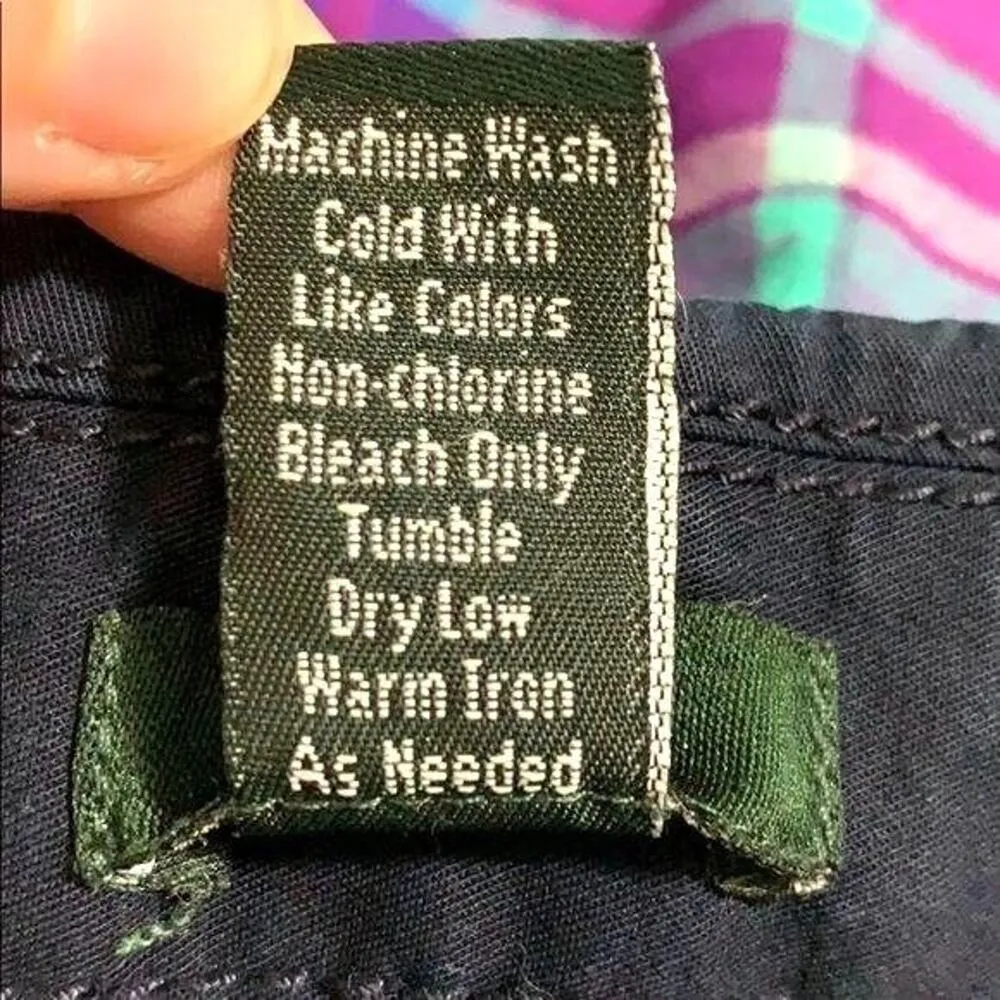 Machine Wash
Cold With
Like Colors
Non-chlorine
Bleach Only
Tumble
Dry Low
Warm Iron
As Needed